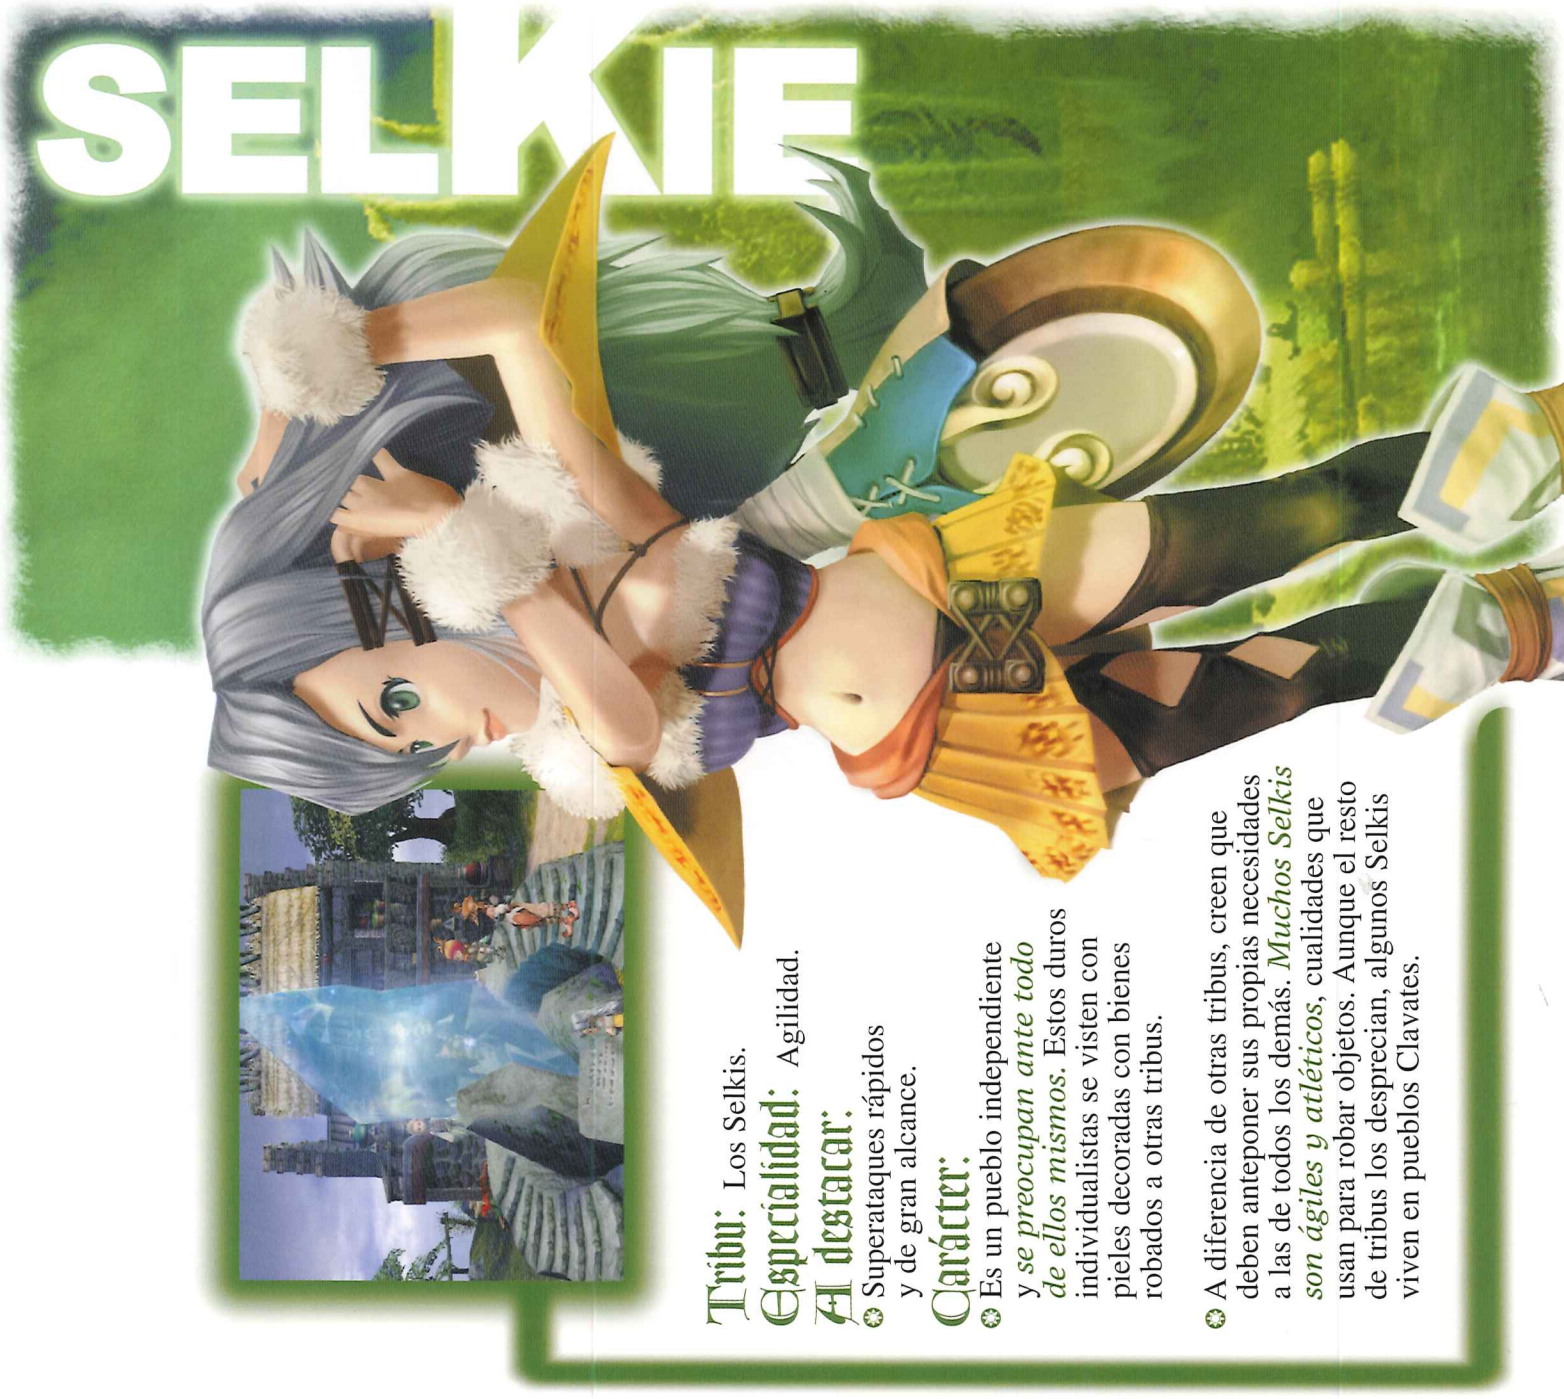 SELKIE
Tribu: Los Selkis.
Especialidad: Agilidad.
A destacar:
Superataques rápidos
y de gran alcance.
Carácter:
Es un pueblo independiente
y se preocupan ante todo
de ellos mismos. Estos duros
individualistas se visten con
pieles decoradas con bienes
robados a otras tribus.
A diferencia de otras tribus, creen que
deben anteponer sus propias necesidades
a las de todos los demás. Muchos Selkis
son ágriles y atléticos, cualidades que
usan para robar objetos. Aunque el resto
de tribus los desprecian, algunos Selkis
viven en pueblos Clavates.